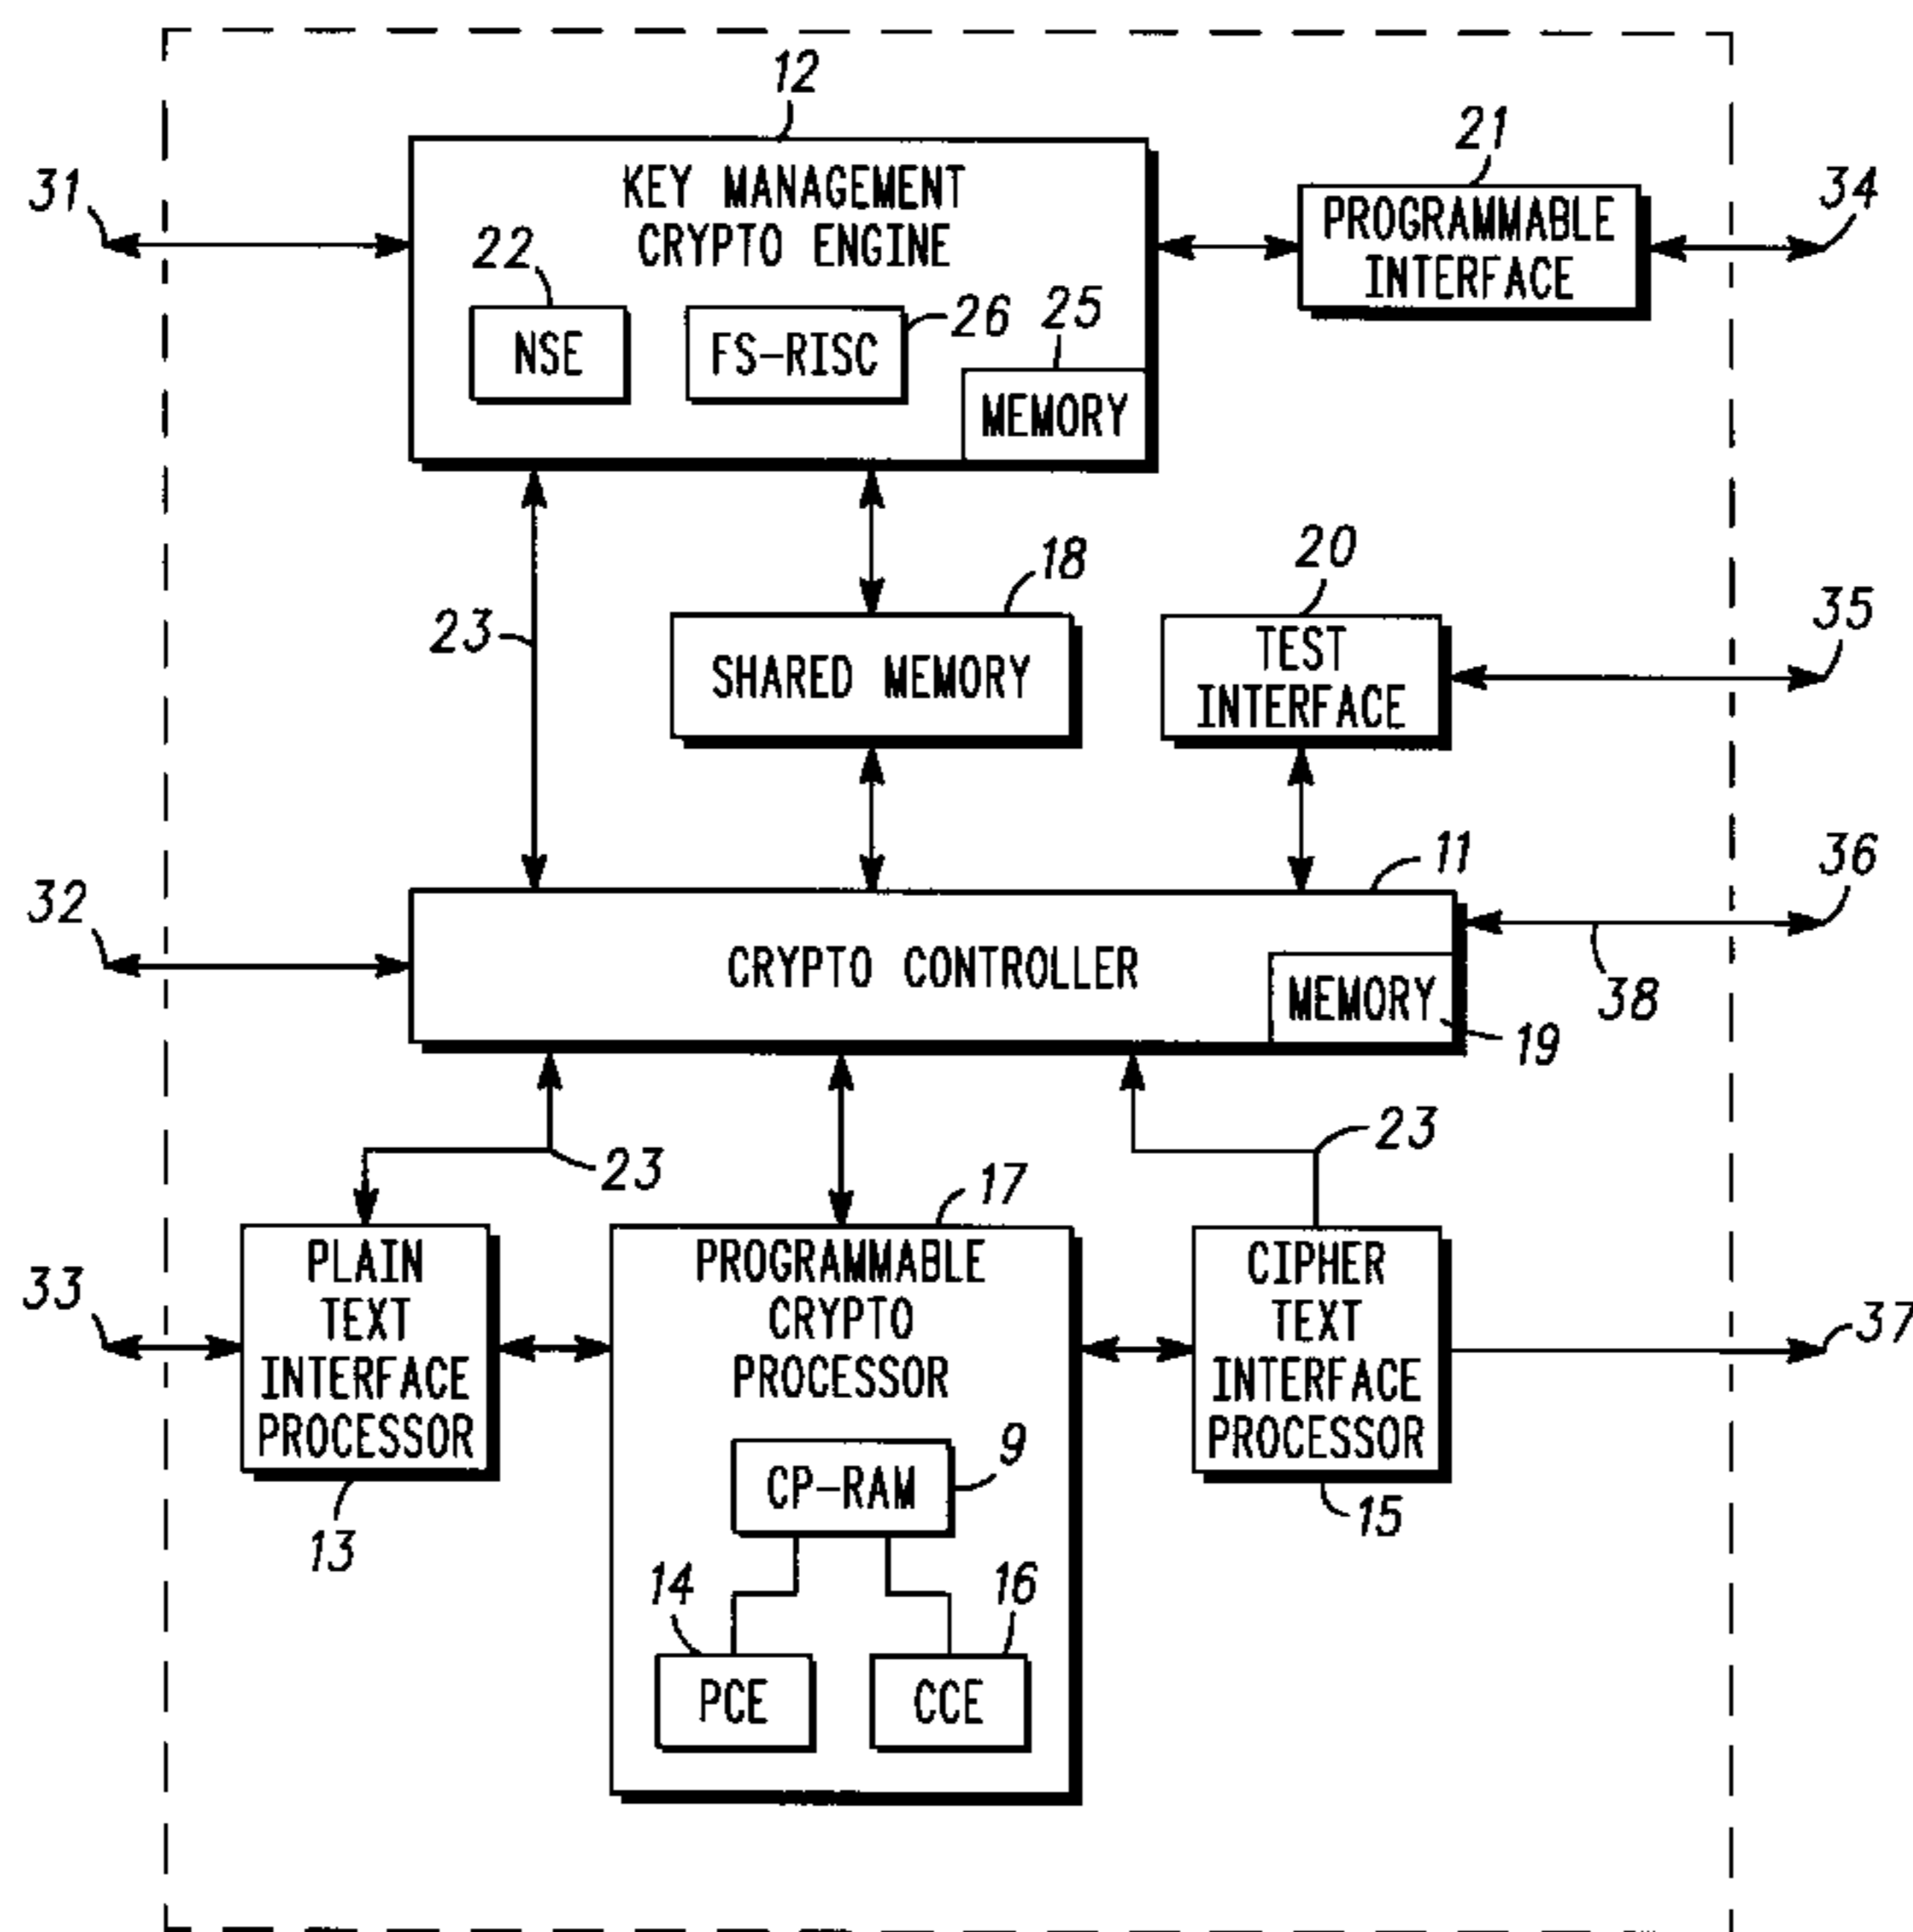 12
21
31
34
KEY MANAGEMENT
CRYPTO ENGINE
PROGRAMMABLE
INTERFACE
22
26
25
NSE
FS-RISC
MEMORY
18
20
23
35
SHARED MEMORY
TEST
INTERFACE
11
36
32
CRYPTO CONTROLLER
MEMORY
38
19
23
23
17
33
PLAIN
TEXT
INTERFACE
PROCESSOR
PROGRAMMABLE
CRYPTO
PROCESSOR
CIPHER
TEXT
INTERFACE
PROCESSOR
37
CP-RAM
9
13
15
14
16
PCE
CCE